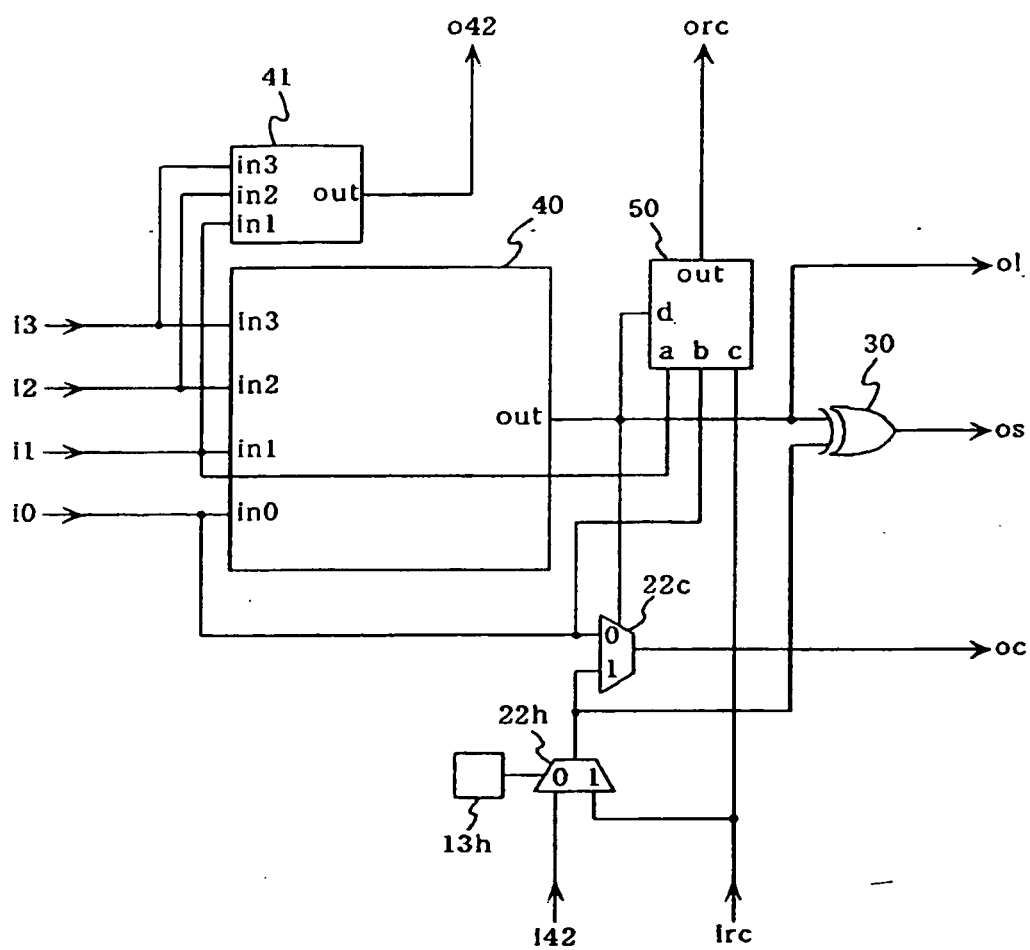 o42
orc
41
in3
in2
out
in1
40
50
out
ol
i3
in3
d
a b c
30
i2
in2
out
os
i1
in1
i0
in0
22c
0
1
oc
22h
0 1
13h
i42
irc